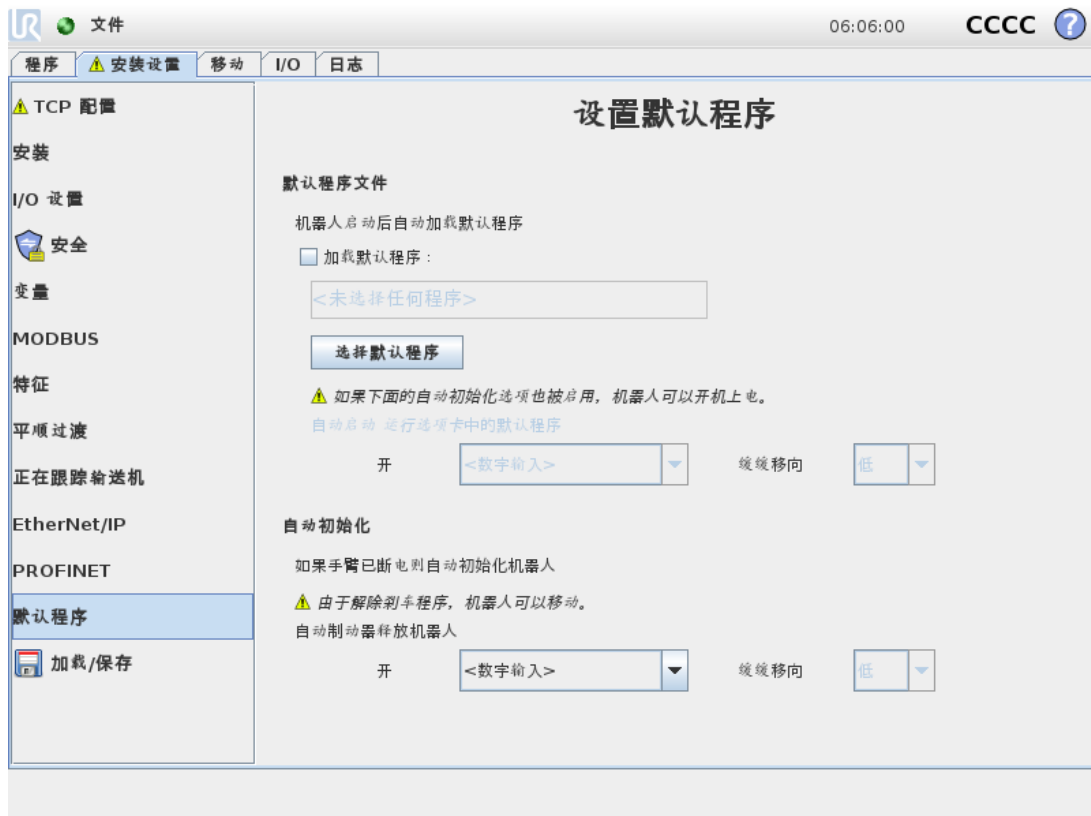 UR 文件 06:06:00 CCCC ?
程序 安装设置 移动 I/O 日志
TCP 配置
安装
I/O 设置
安全
变量
MODBUS
特征
平顺过渡
正在跟踪输送机
EtherNet/IP
PROFINET
默认程序
加载/保存
设置默认程序
默认程序文件
机器人启动后自动加载默认程序
加载默认程序：
<未选择任何程序>
选择默认程序
如果下面的自动初始化选项也被启用，机器人可以开机上电。
自动启动 运行选项卡中的默认程序
开 <数字输入> 缓缓移向 低
自动初始化
如果手臂已断电则自动初始化机器人
由于解除刹车程序，机器人可以移动。
自动制动器释放机器人
开 <数字输入> 缓缓移向 低